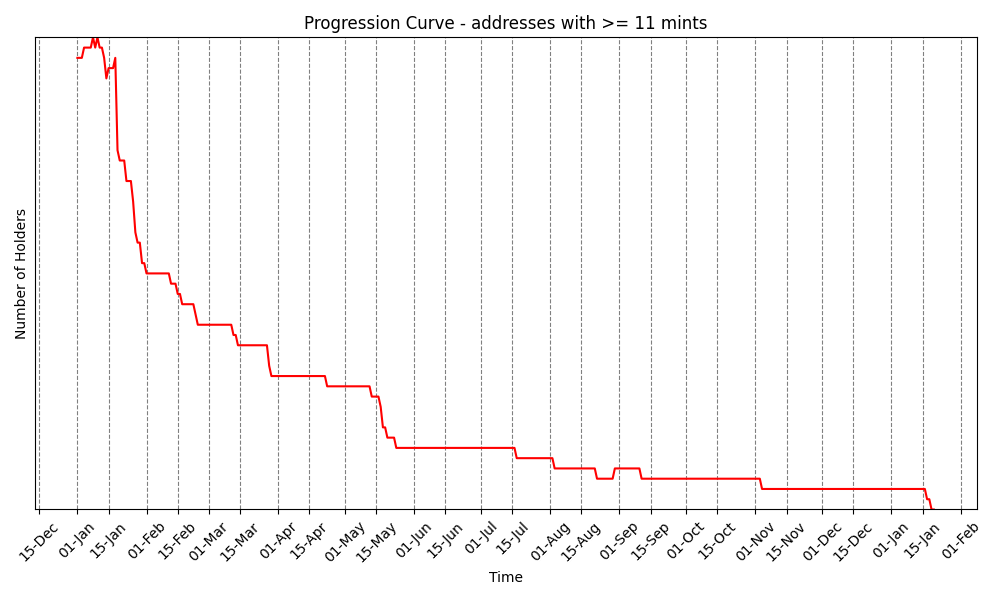 Progression Curve - addresses with >= 11 mints
Number of Holders
15-Dec
01-Jan
15-Jan
01-Feb
15-Feb
01-Mar
15-Mar
01-Apr
15-Apr
01-May
15-May
01-Jun
15-Jun
01-Jul
15-Jul
01-Aug
15-Aug
01-Sep
15-Sep
01-Oct
15-Oct
01-Nov
15-Nov
01-Dec
15-Dec
01-Jan
15-Jan
01-Feb
Time